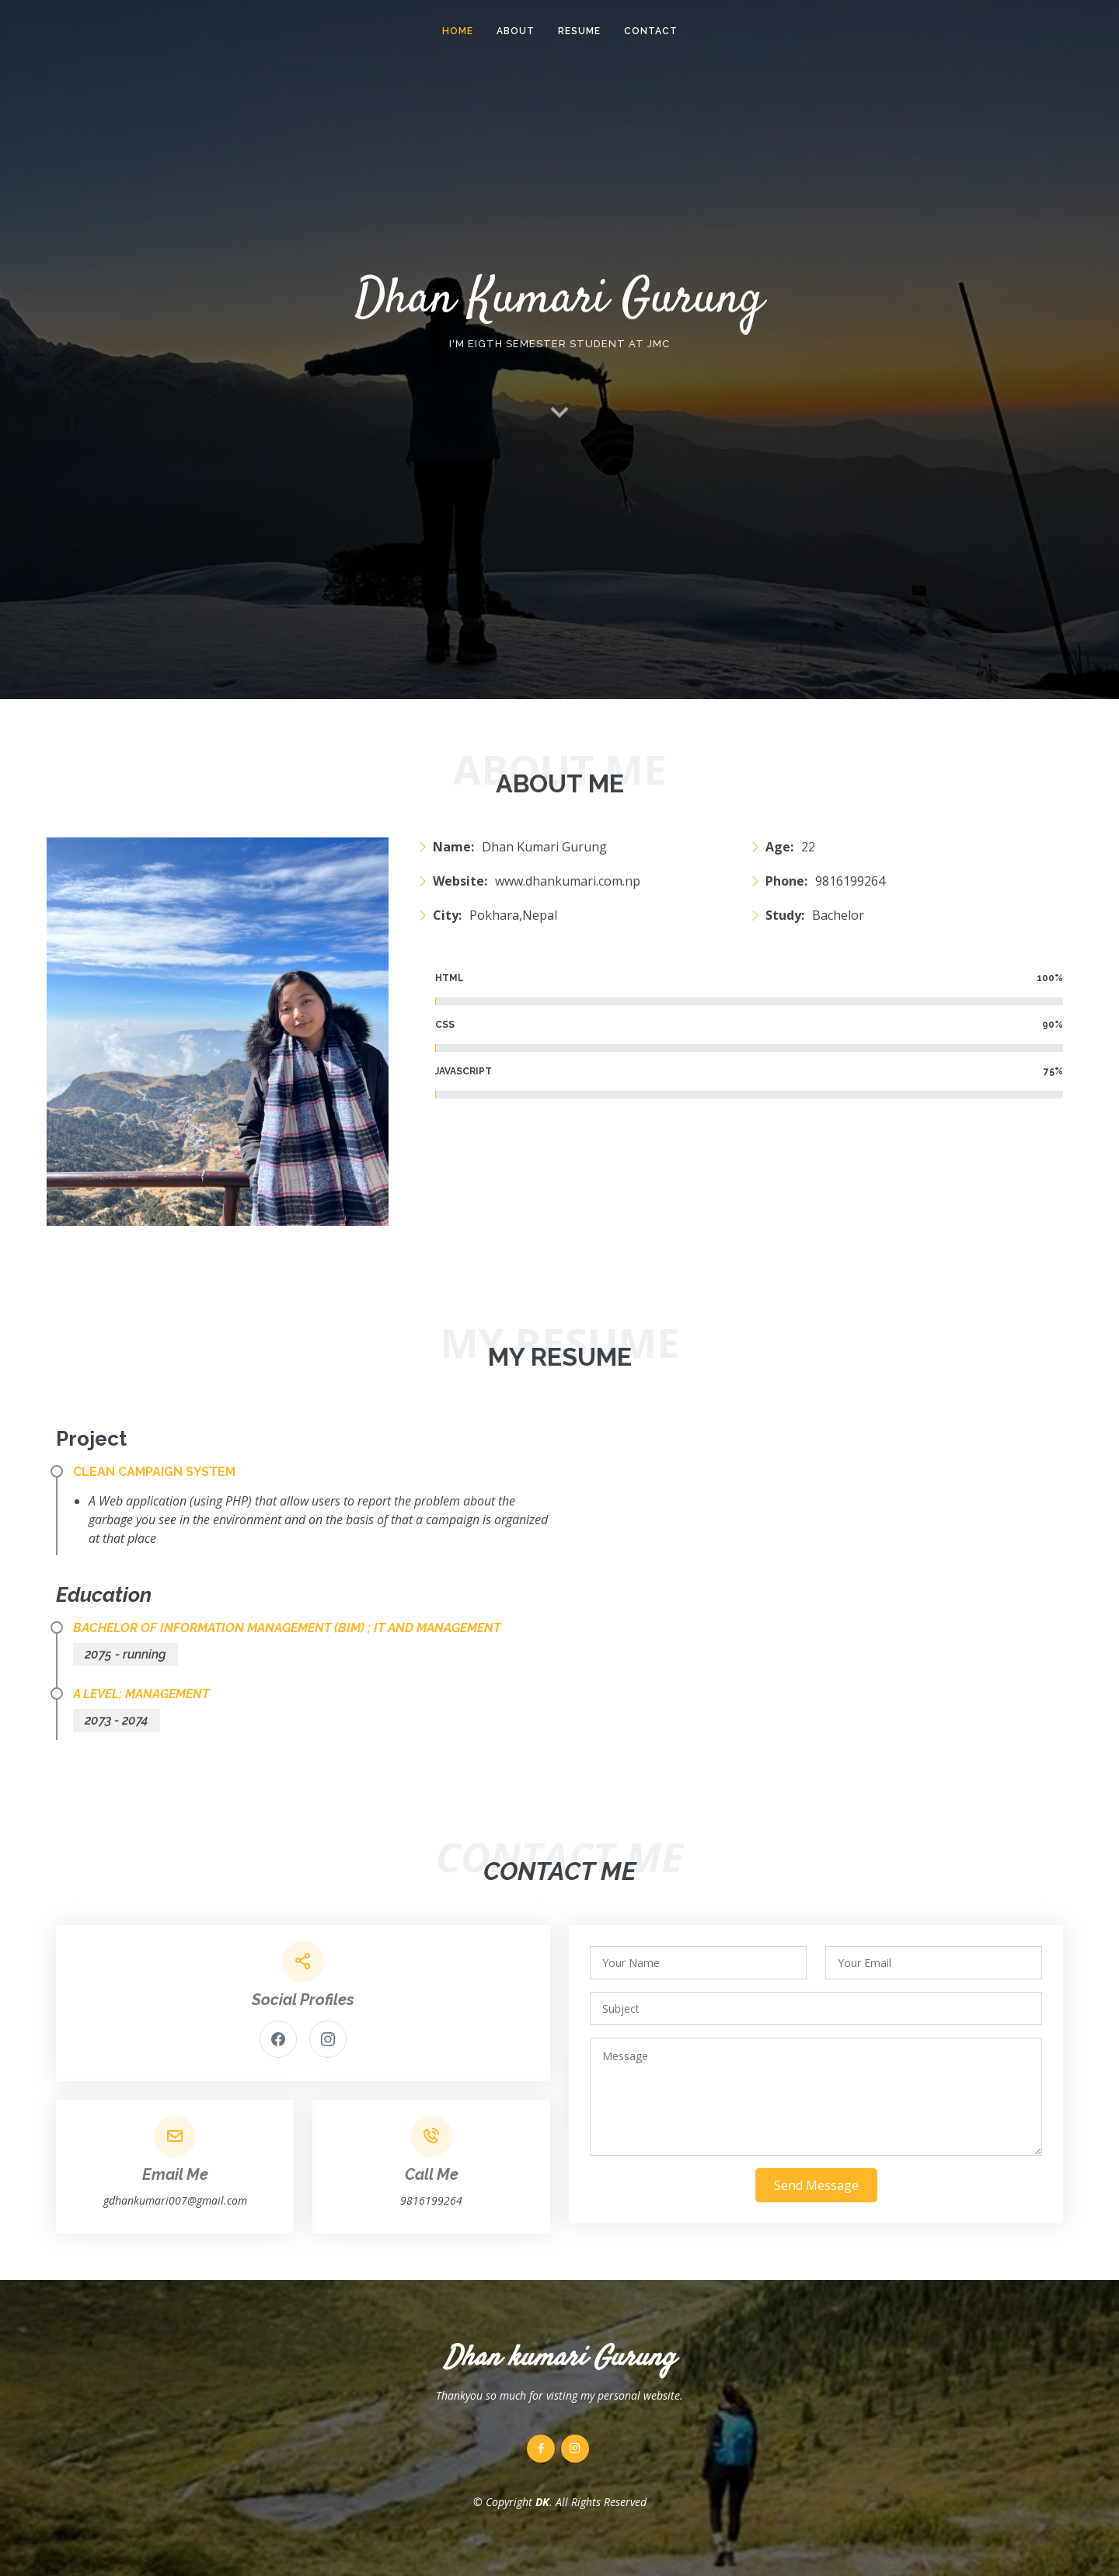 HOME ABOUT RESUME CONTACT
Dhan Kumari Gurung
I'M EIGTH SEMESTER STUDENT AT JMC
ABOUT ME
ABOUT ME
Name: Dhan Kumari Gurung
Age: 22
Website: www.dhankumari.com.np
Phone: 9816199264
City: Pokhara,Nepal
Study: Bachelor
HTML 100%
CSS 90%
JAVASCRIPT 75%
MY RESUME
MY RESUME
Project
CLEAN CAMPAIGN SYSTEM
• A Web application (using PHP) that allow users to report the problem about the
garbage you see in the environment and on the basis of that a campaign is organized
at that place
Education
BACHELOR OF INFORMATION MANAGEMENT (BIM) ; IT AND MANAGEMENT
2075 - running
A LEVEL; MANAGEMENT
2073 - 2074
CONTACT ME
CONTACT ME
Social Profiles
Email Me
gdhankumari007@gmail.com
Call Me
9816199264
Your Name
Your Email
Subject
Message
Send Message
Dhan kumari Gurung
Thankyou so much for visting my personal website.
© Copyright DK. All Rights Reserved